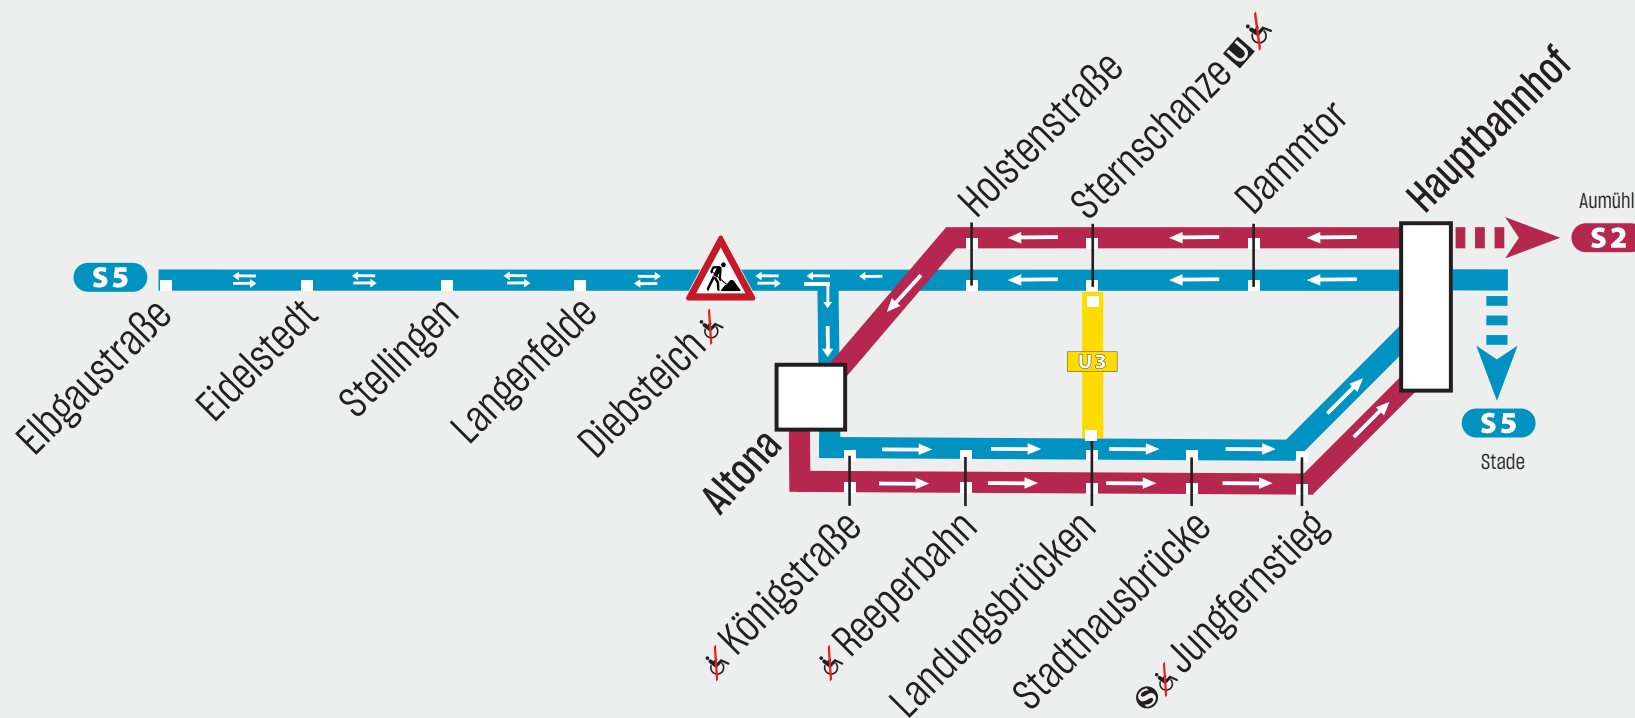 S5
Elbgaustraße
Eidelstedt
Stellingen
Langenfelde
Diebsteich
Holstenstraße
Sternschanze U
Dammtor
Hauptbahnhof
Aumühl
S2
U3
S5
Stade
Altona
Königstraße
Reeperbahn
Landungsbrücken
Stadthausbrücke
S Jungfernstieg